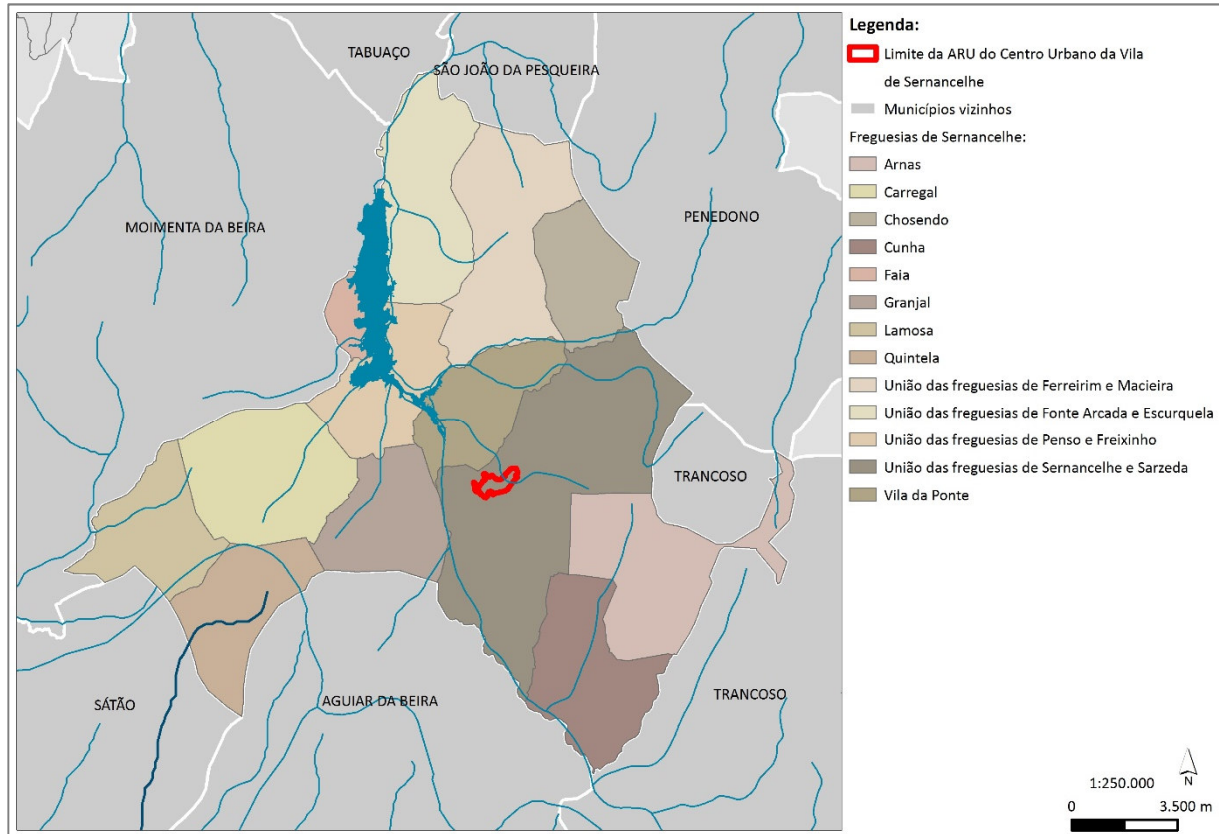 TABUAÇO
SÃO JOÃO DA PESQUEIRA
MOIMENTA DA BEIRA
PENEDONO
TRANCOSO
SÁTÃO
AGUIAR DA BEIRA
TRANCOSO
Legenda:
Limite da ARU do Centro Urbano da Vila
de Sernancelhe
Municípios vizinhos
Freguesias de Sernancelhe:
Arnas
Carregal
Chosendo
Cunha
Faia
Granjal
Lamosa
Quintela
União das freguesias de Ferreirim e Macieira
União das freguesias de Fonte Arcada e Escurquela
União das freguesias de Penso e Freixinho
União das freguesias de Sernancelhe e Sarzeda
Vila da Ponte
1:250.000
N
0 3.500 m